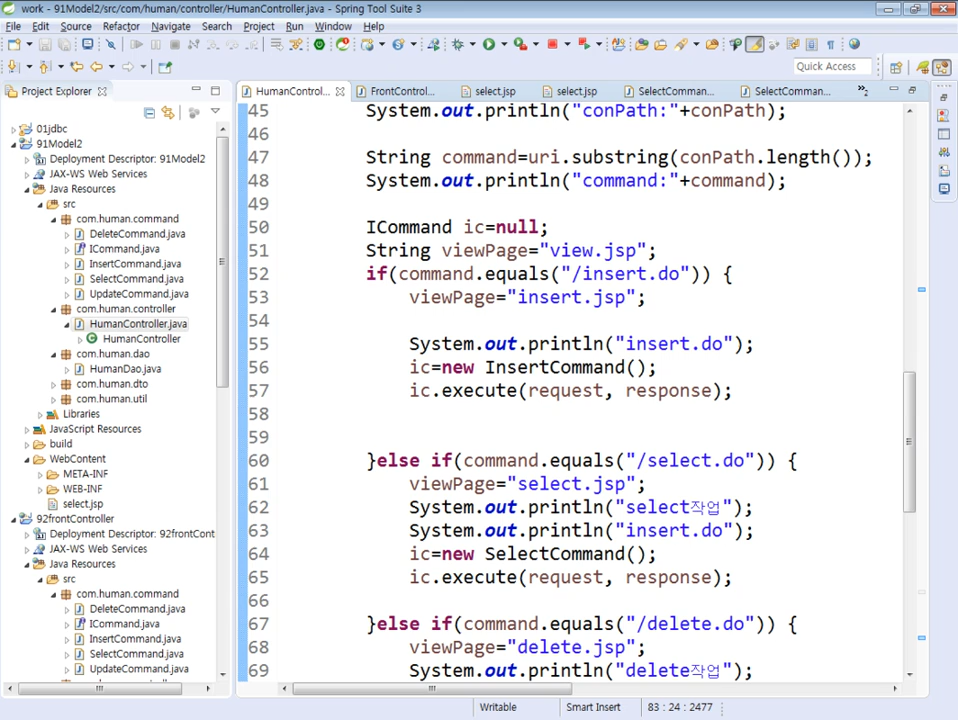 work - 91Model2/src/com/human/controller/HumanController.java - Spring Tool Suite 3
File Edit Source Refactor Navigate Search Project Run Window Help
Quick Access
Project Explorer
HumanControl... FrontControl... select.jsp select.jsp SelectComman... SelectComman... »2
01jdbc
91Model2
Deployment Descriptor: 91Model2
JAX-WS Web Services
Java Resources
src
com.human.command
DeleteCommand.java
ICommand.java
InsertCommand.java
SelectCommand.java
UpdateCommand.java
com.human.controller
HumanController.java
HumanController
com.human.dao
HumanDao.java
com.human.dto
com.human.util
Libraries
JavaScript Resources
build
WebContent
META-INF
WEB-INF
select.jsp
92frontController
Deployment Descriptor: 92frontCont
JAX-WS Web Services
Java Resources
src
com.human.command
DeleteCommand.java
ICommand.java
InsertCommand.java
SelectCommand.java
UpdateCommand.java
45 System.out.println("conPath:"+conPath);
46
47 String command=uri.substring(conPath.length());
48 System.out.println("command:"+command);
49
50 ICommand ic=null;
51 String viewPage="view.jsp";
52 if(command.equals("/insert.do")) {
53 viewPage="insert.jsp";
54
55 System.out.println("insert.do");
56 ic=new InsertCommand();
57 ic.execute(request, response);
58
59
60 }else if(command.equals("/select.do")) {
61 viewPage="select.jsp";
62 System.out.println("select작업");
63 System.out.println("insert.do");
64 ic=new SelectCommand();
65 ic.execute(request, response);
66
67 }else if(command.equals("/delete.do")) {
68 viewPage="delete.jsp";
69 System.out.println("delete작업");
Writable Smart Insert 83 : 24 : 2477